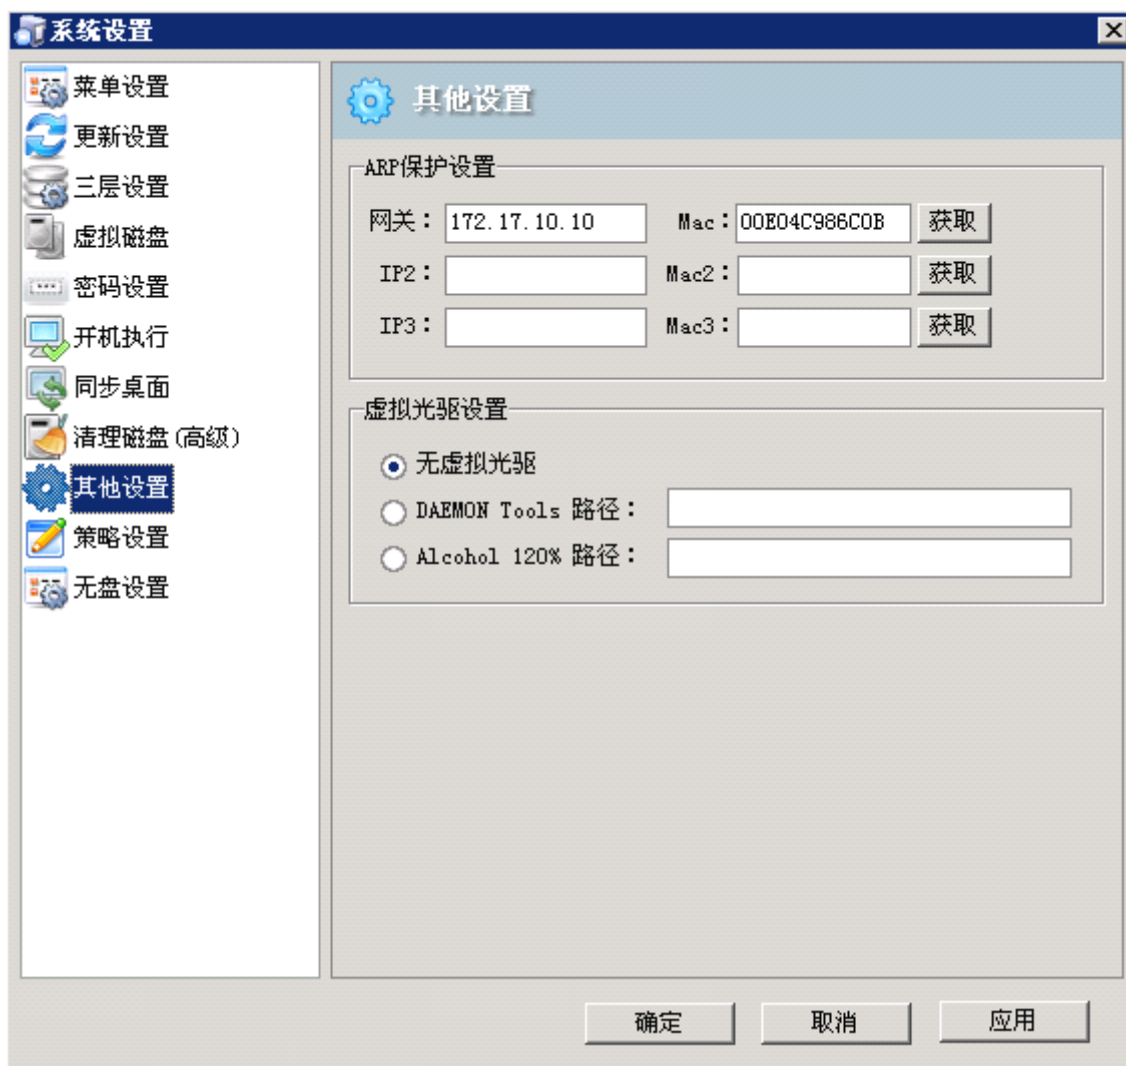 系统设置
菜单设置
更新设置
三层设置
虚拟磁盘
密码设置
开机执行
同步桌面
清理磁盘(高级)
其他设置
策略设置
无盘设置
其他设置
ARP保护设置
网关： 172.17.10.10 Mac：00E04C986C0B 获取
IP2： Mac2： 获取
IP3： Mac3： 获取
虚拟光驱设置
无虚拟光驱
DAEMON Tools 路径：
Alcohol 120% 路径：
确定 取消 应用